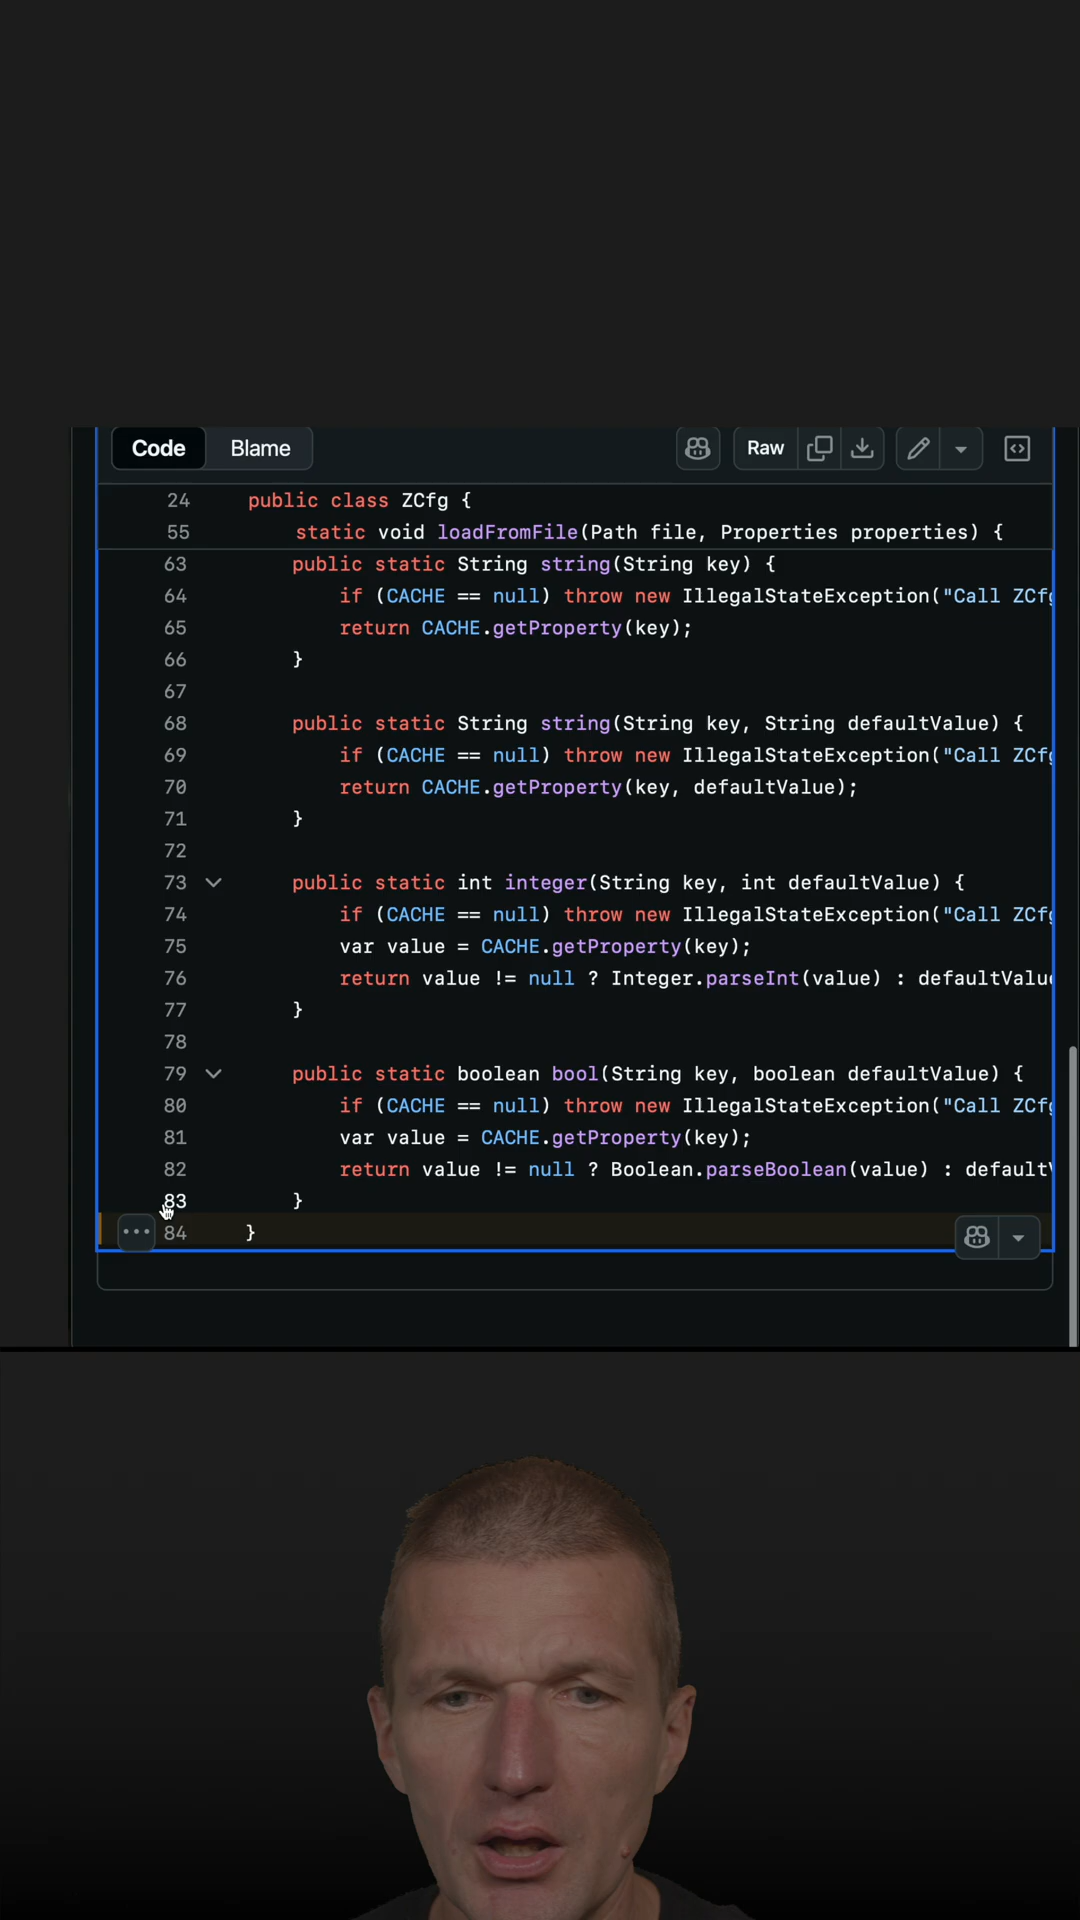 Code Blame Raw
24 public class ZCfg {
55 static void loadFromFile(Path file, Properties properties) {
63 public static String string(String key) {
64 if (CACHE == null) throw new IllegalStateException("Call ZCfg
65 return CACHE.getProperty(key);
66 }
67
68 public static String string(String key, String defaultValue) {
69 if (CACHE == null) throw new IllegalStateException("Call ZCfg
70 return CACHE.getProperty(key, defaultValue);
71 }
72
73 public static int integer(String key, int defaultValue) {
74 if (CACHE == null) throw new IllegalStateException("Call ZCfg
75 var value = CACHE.getProperty(key);
76 return value != null ? Integer.parseInt(value) : defaultValue
77 }
78
79 public static boolean bool(String key, boolean defaultValue) {
80 if (CACHE == null) throw new IllegalStateException("Call ZCfg
81 var value = CACHE.getProperty(key);
82 return value != null ? Boolean.parseBoolean(value) : defaultV
83 }
84 }